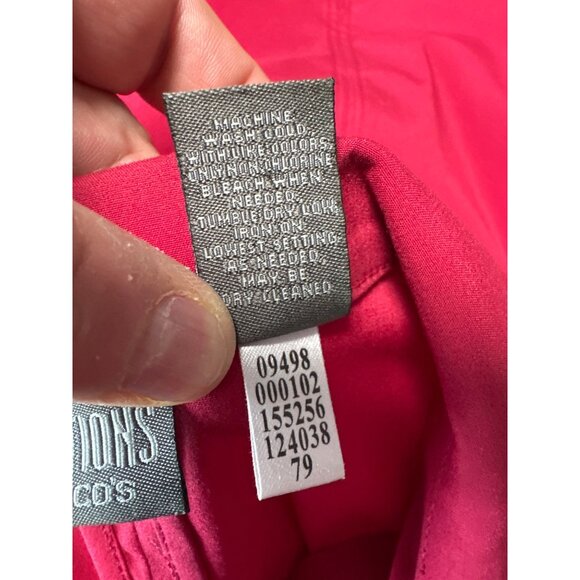 MACHINE
WASH COLD
WITH LIKE COLORS
ONLY NON-CHLORINE
BLEACH WHEN
NEEDED
TUMBLE DRY LOW
IRON ON
LOWEST SETTING
AS NEEDED
MAY BE
DRY CLEANED
09498
000102
155256
124038
79
IONS
CO'S